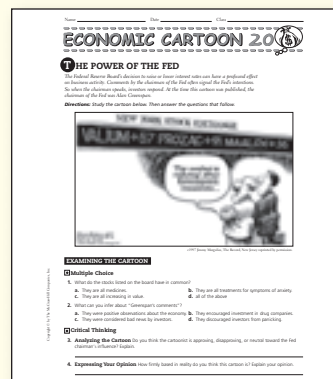 Name Date Class
ECONOMIC CARTOON 20
THE POWER OF THE FED
The Federal Reserve Board's decision to raise or lower interest rates can have a profound effect
on business activity. Comments by the chairman of the Fed often signal the Fed's intentions.
So when the chairman speaks, investors respond. At the time this cartoon was published, the
chairman of the Fed was Alan Greenspan.
Directions: Study the cartoon below. Then answer the questions that follow.
NEW YORK STOCK EXCHANGE
VALIUM +57 PROZAC +
The market is
reacting after
Greenspan's
EXAMINING THE CARTOON
Multiple Choice
1. What do the stocks listed on the board have in common?
a. They are all medicines. b. They are all treatments for symptoms of anxiety.
c. They are all increasing in value. d. all of the above
2. What can you infer about "Greenspan's comments"?
a. They were positive observations about the economy. b. They encouraged investment in drug companies.
c. They were considered bad news by investors. d. They discouraged investors from panicking.
Critical Thinking
3. Analyzing the Cartoon Do you think the cartoonist is approving, disapproving, or neutral toward the Fed
chairman's influence? Explain.
4. Expressing Your Opinion How firmly based in reality do you think this cartoon is? Explain your opinion.